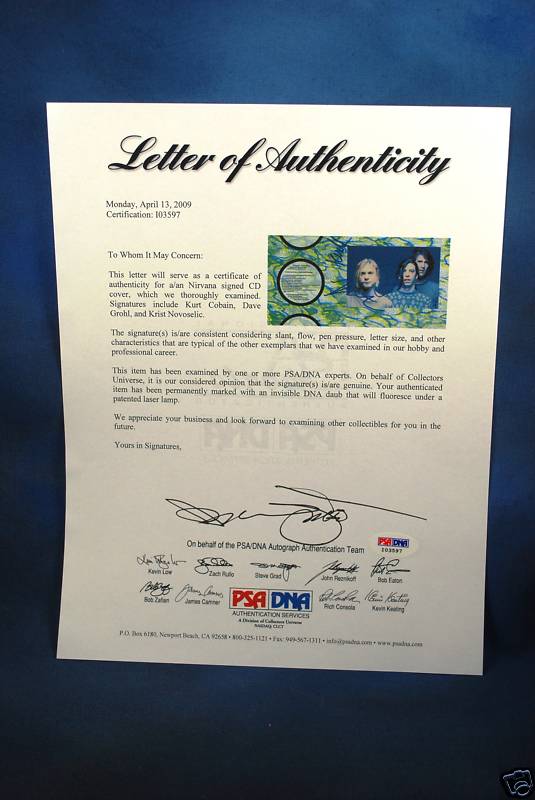 Letter of Authenticity
Monday, April 13, 2009
Certification: I03597
To Whom It May Concern:
This letter will serve as a certificate of
authenticity for a/an Nirvana signed CD
cover, which we thoroughly examined.
Signatures include Kurt Cobain, Dave
Grohl, and Krist Novoselic.
The signature(s) is/are consistent considering slant, flow, pen pressure, letter size, and other
characteristics that are typical of the other exemplars that we have examined in our hobby and
professional career.
This item has been examined by one or more PSA/DNA experts. On behalf of Collectors
Universe, it is our considered opinion that the signature(s) is/are genuine. Your authenticated
item has been permanently marked with an invisible DNA daub that will fluoresce under a
patented laser lamp.
We appreciate your business and look forward to examining other collectibles for you in the
future.
Yours in Signatures,
On behalf of the PSA/DNA Autograph Authentication Team
PSA DNA
I03597
Kevin Low Zach Rullo Steve Grad John Reznikoff Bob Eaton
Bob Zafian James Camner Rich Consola Kevin Keating
PSA DNA
AUTHENTICATION SERVICES
A Division of Collectors Universe
NASDAQ: CLCT
P.O. Box 6180, Newport Beach, CA 92658 • 800-325-1121 • Fax: 949-567-1311 • info@psadna.com • www.psadna.com